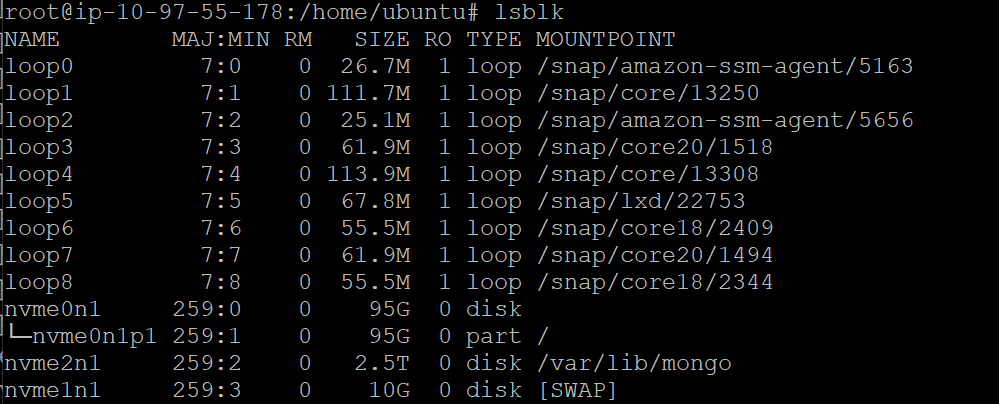 root@ip-10-97-55-178:/home/ubuntu# lsblk
NAME        MAJ:MIN RM   SIZE RO TYPE MOUNTPOINT
loop0         7:0    0  26.7M  1 loop /snap/amazon-ssm-agent/5163
loop1         7:1    0 111.7M  1 loop /snap/core/13250
loop2         7:2    0  25.1M  1 loop /snap/amazon-ssm-agent/5656
loop3         7:3    0  61.9M  1 loop /snap/core20/1518
loop4         7:4    0 113.9M  1 loop /snap/core/13308
loop5         7:5    0  67.8M  1 loop /snap/lxd/22753
loop6         7:6    0  55.5M  1 loop /snap/core18/2409
loop7         7:7    0  61.9M  1 loop /snap/core20/1494
loop8         7:8    0  55.5M  1 loop /snap/core18/2344
nvme0n1     259:0    0    95G  0 disk
└─nvme0n1p1 259:1    0    95G  0 part /
nvme2n1     259:2    0   2.5T  0 disk /var/lib/mongo
nvme1n1     259:3    0    10G  0 disk [SWAP]